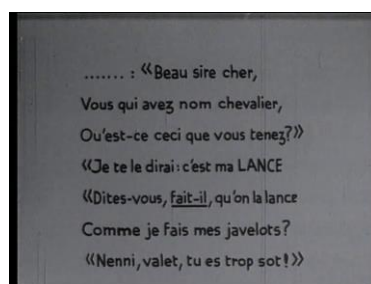 .......: «Beau sire cher,
Vous qui avez nom chevalier,
Qu'est-ce ceci que vous tenez?»
«Je te le dirai: c'est ma LANCE
«Dites-vous, fait-il, qu'on la lance
Comme je fais mes javelots?
«Nenni, valet, tu es trop sot!»